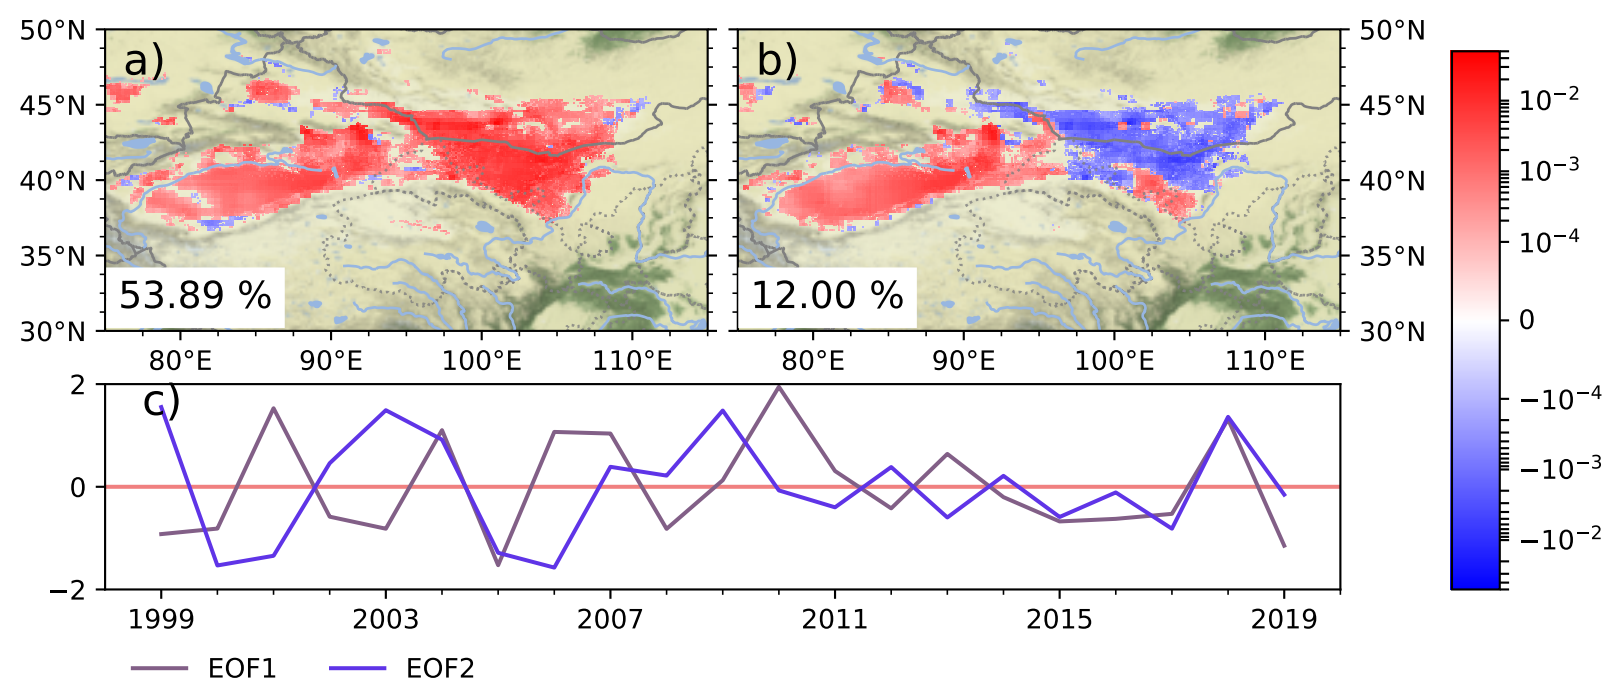 50°N
45°N
40°N
35°N
30°N
a)
53.89 %
80°E 90°E 100°E 110°E
b)
12.00 %
80°E 90°E 100°E 110°E
50°N
45°N
40°N
35°N
30°N
10⁻²
10⁻³
10⁻⁴
0
−10⁻⁴
−10⁻³
−10⁻²
c)
2
0
−2
1999 2003 2007 2011 2015 2019
EOF1 EOF2